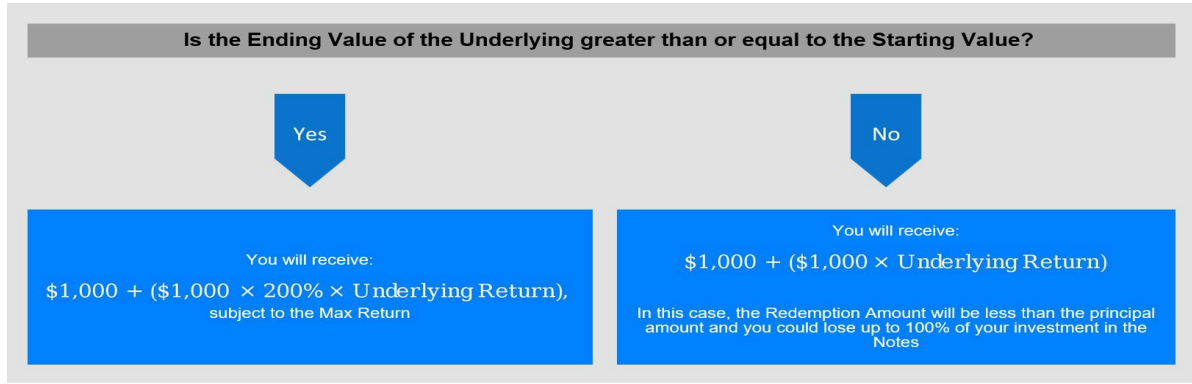 Is the Ending Value of the Underlying greater than or equal to the Starting Value?
Yes
No
You will receive:
$1,000 + ($1,000 × 200% × Underlying Return),
subject to the Max Return
You will receive:
$1,000 + ($1,000 × Underlying Return)
In this case, the Redemption Amount will be less than the principal
amount and you could lose up to 100% of your investment in the
Notes